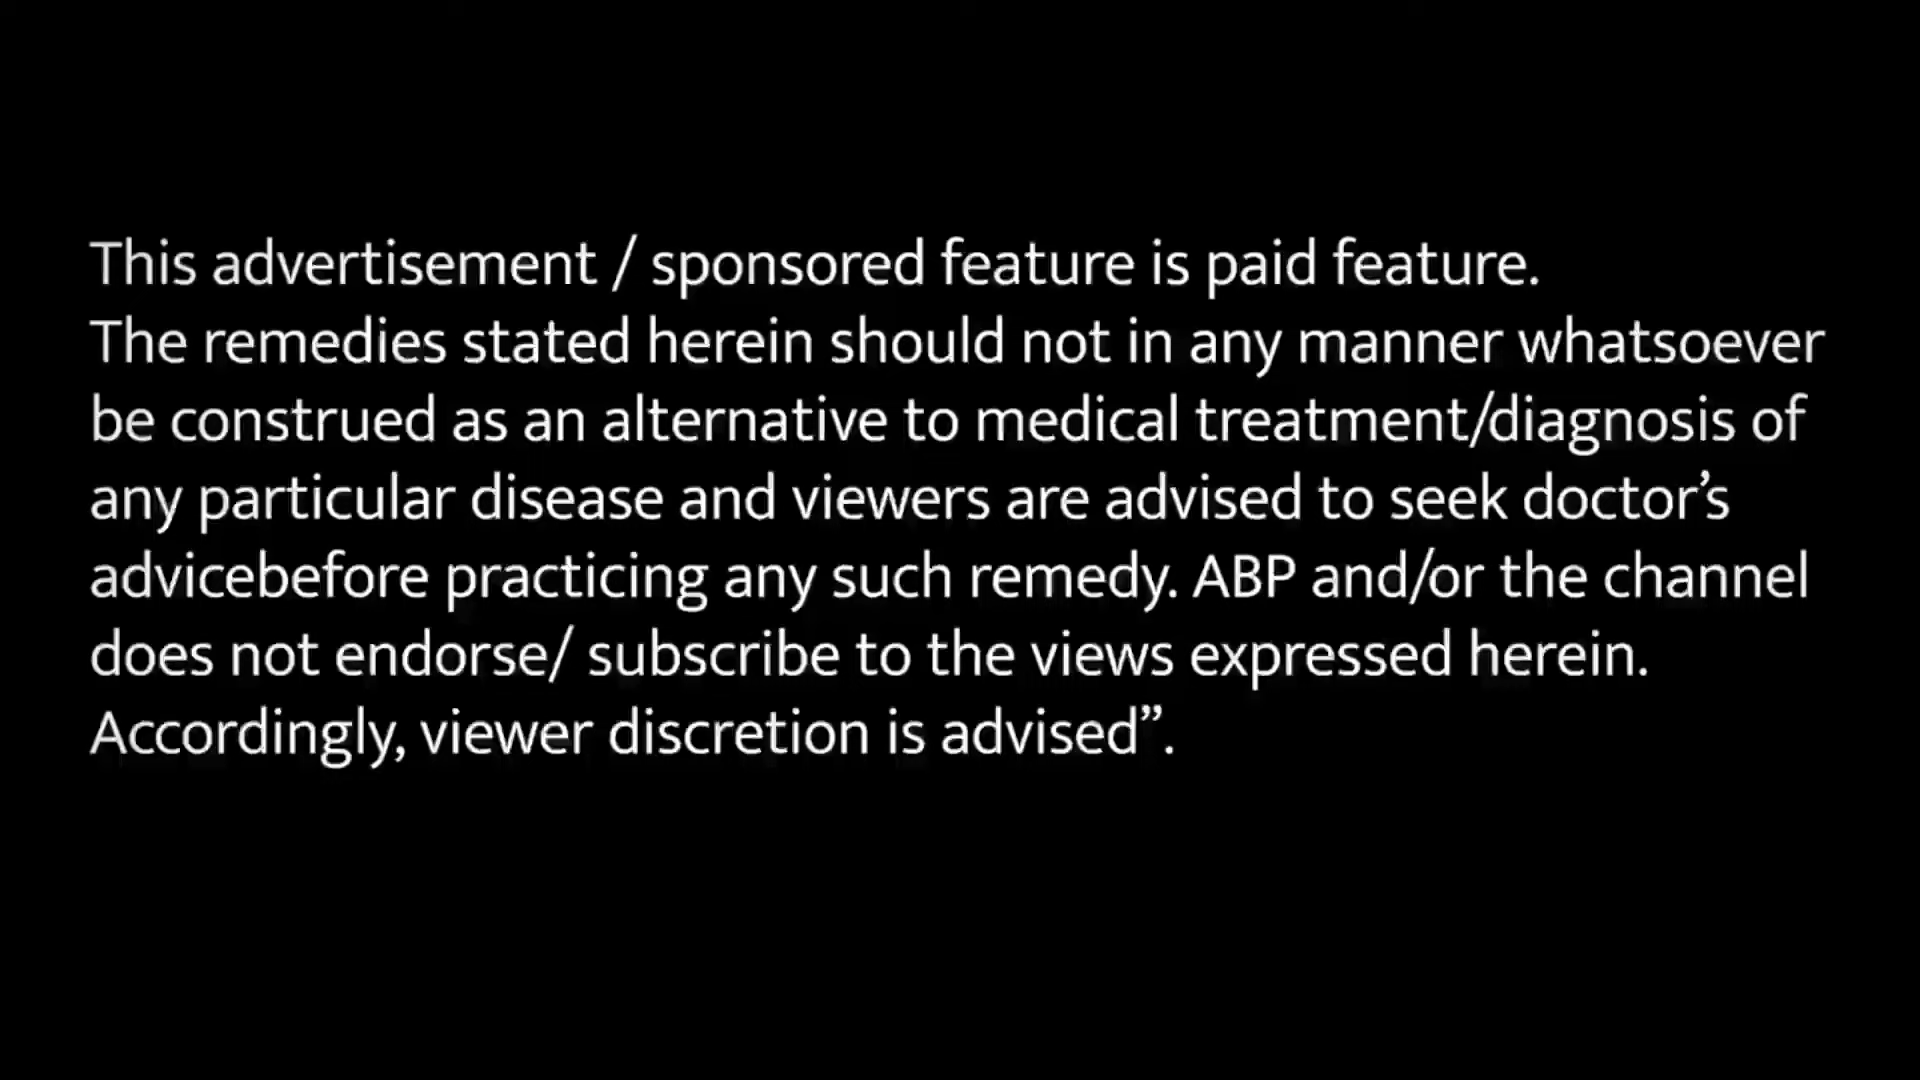 This advertisement / sponsored feature is paid feature.
The remedies stated herein should not in any manner whatsoever
be construed as an alternative to medical treatment/diagnosis of
any particular disease and viewers are advised to seek doctor’s
advicebefore practicing any such remedy. ABP and/or the channel
does not endorse/ subscribe to the views expressed herein.
Accordingly, viewer discretion is advised”.